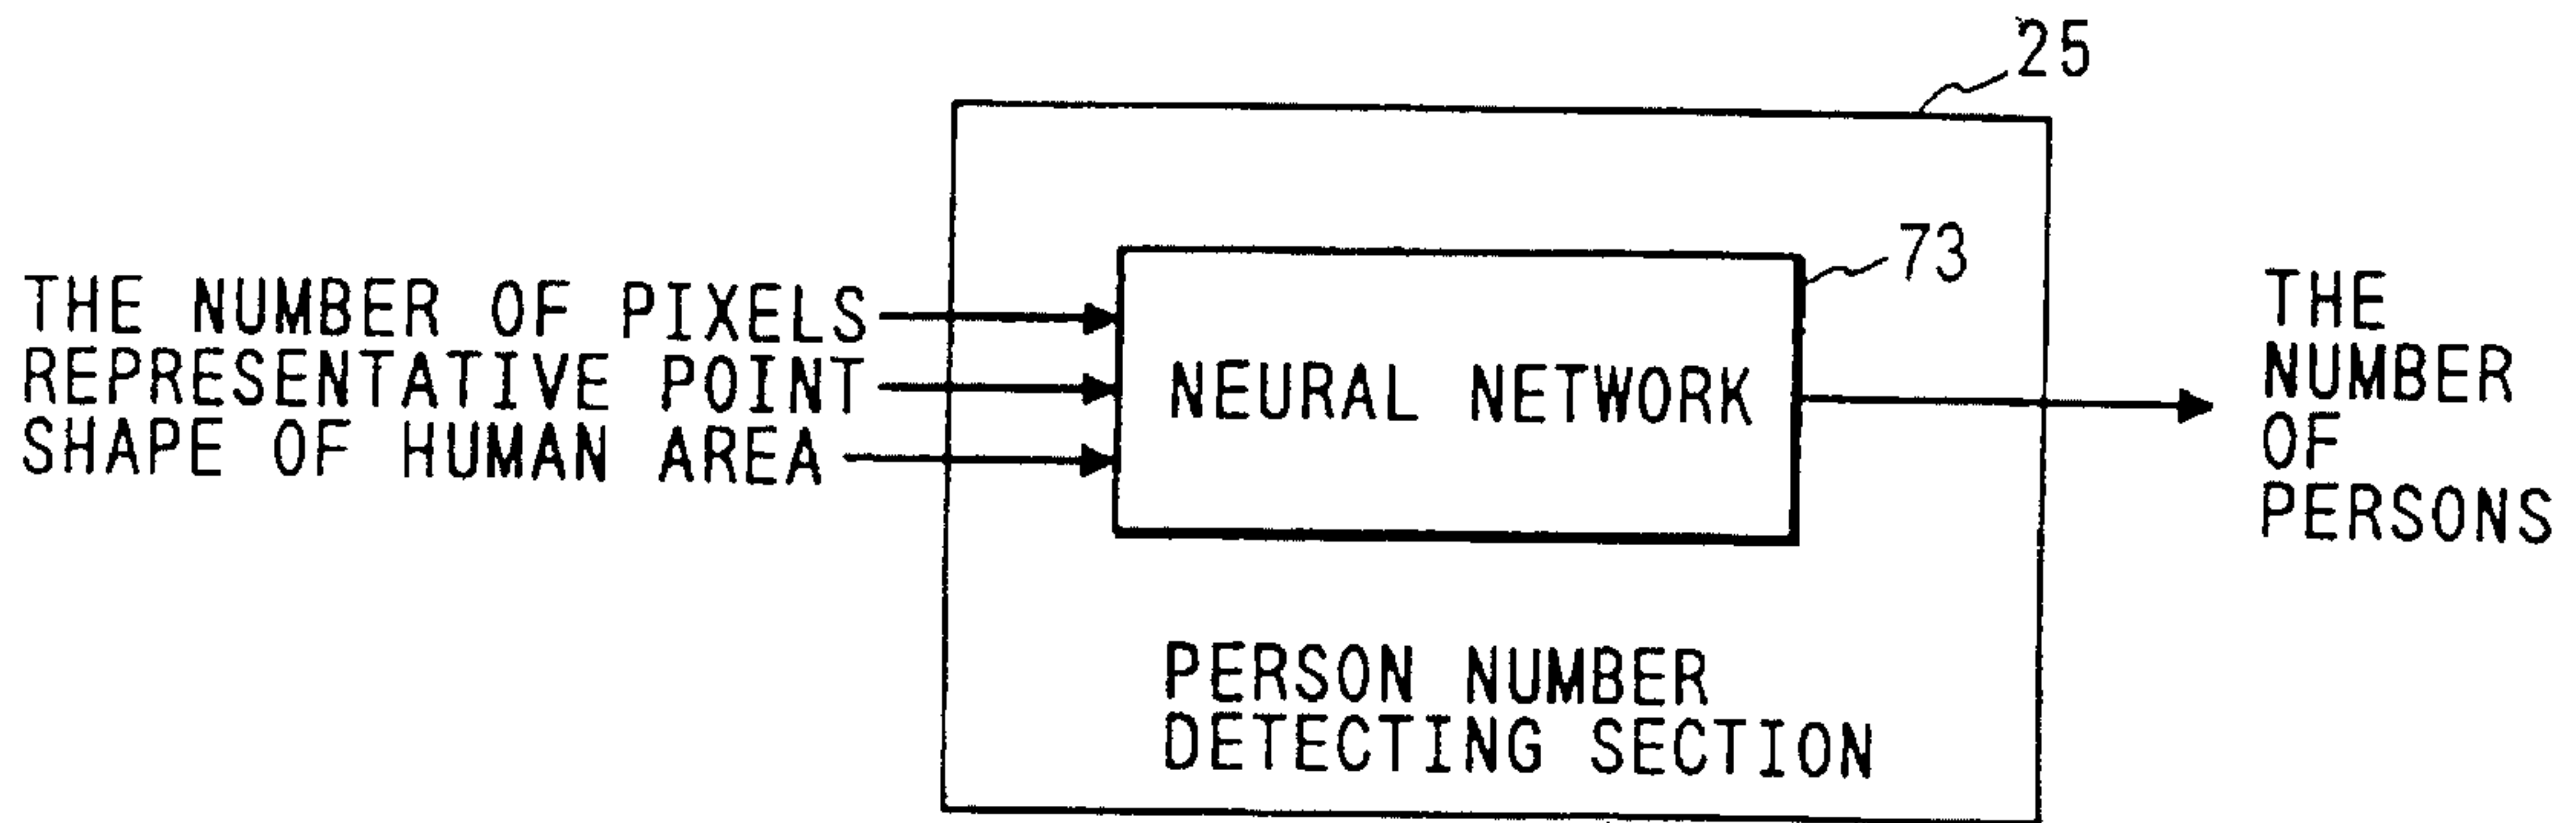 25
73
THE NUMBER OF PIXELS
REPRESENTATIVE POINT
SHAPE OF HUMAN AREA
NEURAL NETWORK
THE
NUMBER
OF
PERSONS
PERSON NUMBER
DETECTING SECTION